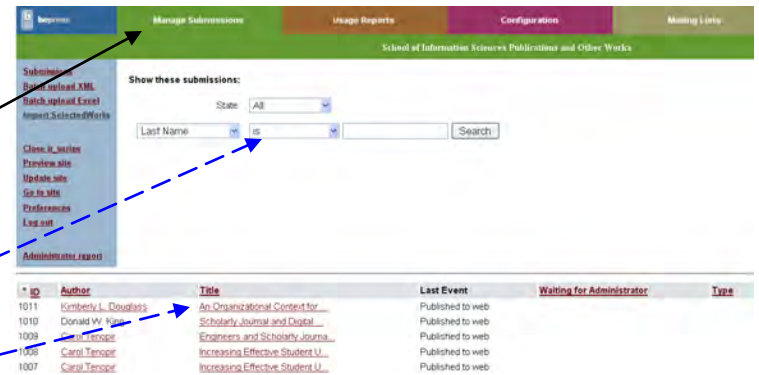 bepress Manage Submissions Usage Reports Configuration Mailing Lists
School of Information Sciences Publications and Other Works
Submissions
Batch upload XML
Batch upload Excel
Import SelectedWorks
Close ir_series
Preview site
Update site
Go to site
Preferences
Log out
Administrator report
Show these submissions:
State All
Last Name is Search
* ID Author Title Last Event Waiting for Administrator Type
1011 Kimberly L. Douglass An Organizational Context for ... Published to web
1010 Donald W. King Scholarly Journal and Digital ... Published to web
1009 Carol Tenopir Engineers and Scholarly Journa... Published to web
1008 Carol Tenopir Increasing Effective Student U... Published to web
1007 Carol Tenopir Increasing Effective Student U... Published to web